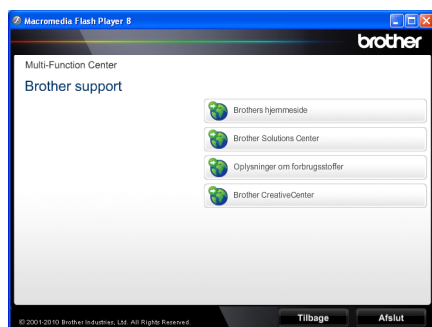 Macromedia Flash Player 8
brother
Multi-Function Center
Brother support
Brothers hjemmeside
Brother Solutions Center
Oplysninger om forbrugsstoffer
Brother CreativeCenter
© 2001-2010 Brother Industries, Ltd. All Rights Reserved.
Tilbage
Afslut